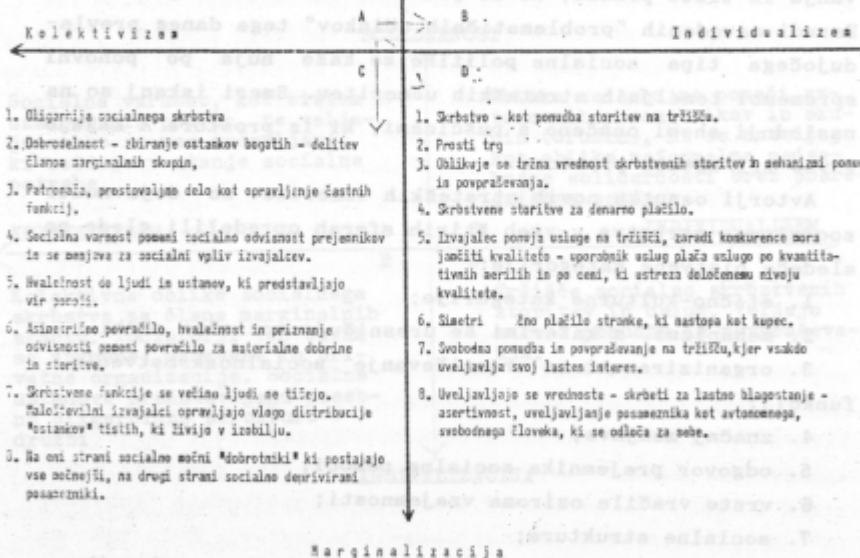 A B
Kolektivizem Individualizem
C D
1. Oligarhija socialnega skrbstva
2. Dobrodelnost - zbiranje ostankov bogatih - delitev
članom marginalnih skupin.
3. Patronaža, prostovoljno delo kot opravljanje častnih
funkcij.
4. Socialna varnost pomeni socialno odvisnost prejemnikov
in se menjava za socialni vpliv izvajalcev.
5. Hvaležnost do ljudi in ustanov, ki predstavljajo
vir pomoči.
6. Asimetrično povračilo, hvaležnost in priznanje
odvisnosti pomeni povračilo za materialne dobrine
in storitve.
7. Skrbstvene funkcije se večine ljudi ne tičejo.
Maloštevilni izvajalci opravljajo vlogo distribucije
"ostankov" tistih, ki živijo v izobilju.
8. Na eni strani socialno močni "dobrotniki" ki postajajo
vse močnejši, na drugi strani socialno deprivirani
posamezniki.
1. Skrbstvo - kot ponudba storitev na tržišču.
2. Prosti trg
3. Oblikuje se tržna vrednost skrbstvenih storitev in mehanizmi
in povpraševanja.
4. Skrbstvene storitve za denarno plačilo.
5. Izvajalec ponuja usluge na tržišči, zaradi konkurence mora
jamčiti kvaliteto - uporabnik uslug plača uslugo po kvantita-
tivnih merilih in po ceni, ki ustreza določenemu nivoju
kvalitete.
6. Simetri žno plačilo stranke, ki nastopa kot kupec.
7. Svobodna ponudba in povpraševanje na tržišču, kjer vsakdo
uveljavlja svoj lasten interes.
8. Uveljavljajo se vrednote - skrbeti za lastno blagostanje -
asertivnost, uveljavljanje posameznika kot avtonomnega,
svobodnega človeka, ki se odloča za sebe.
Marginalizacija